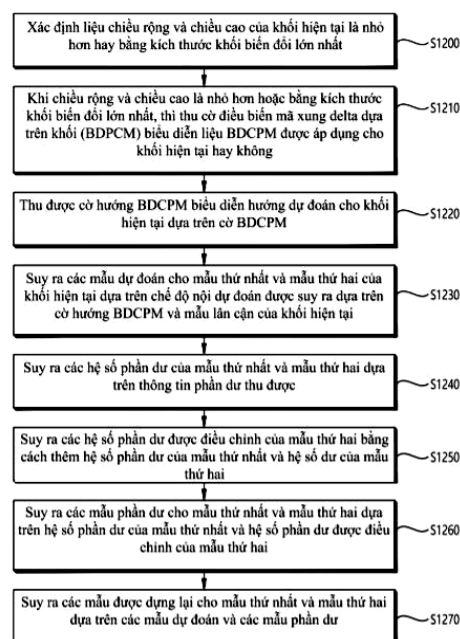 Xác định liệu chiều rộng và chiều cao của khối hiện tại là nhỏ
hơn hay bằng kích thước khối biến đổi lớn nhất
S1200
Khi chiều rộng và chiều cao là nhỏ hơn hoặc bằng kích thước
khối biến đổi lớn nhất, thì thu cờ điều biến mã xung delta dựa
trên khối (BDPCM) biểu diễn liệu BDCPM được áp dụng cho
khối hiện tại hay không
S1210
Thu được cờ hướng BDCPM biểu diễn hướng dự đoán cho khối
hiện tại dựa trên cờ BDCPM
S1220
Suy ra các mẫu dự đoán cho mẫu thứ nhất và mẫu thứ hai của
khối hiện tại dựa trên chế độ nội dự đoán được suy ra dựa trên
cờ hướng BDCPM và mẫu lân cận của khối hiện tại
S1230
Suy ra các hệ số phần dư của mẫu thứ nhất và mẫu thứ hai dựa
trên thông tin phần dư thu được
S1240
Suy ra các hệ số phần dư được điều chỉnh của mẫu thứ hai bằng
cách thêm hệ số phần dư của mẫu thứ nhất và hệ số dư của mẫu
thứ hai
S1250
Suy ra các mẫu phần dư cho mẫu thứ nhất và mẫu thứ hai dựa
trên hệ số phần dư của mẫu thứ nhất và hệ số phần dư được điều
chỉnh của mẫu thứ hai
S1260
Suy ra các mẫu được dựng lại cho mẫu thứ nhất và mẫu thứ hai
dựa trên các mẫu dự đoán và các mẫu phần dư
S1270